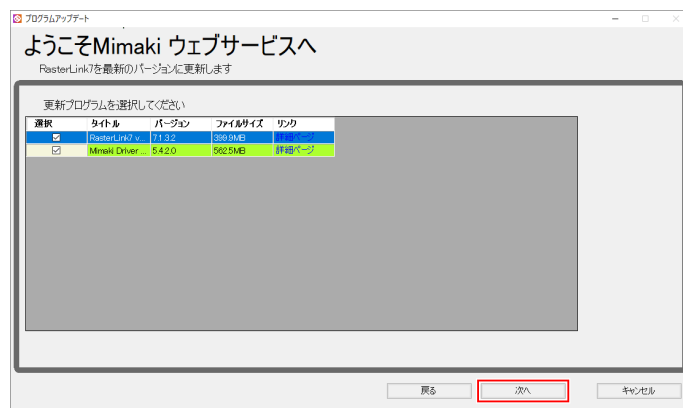 プログラムアップデート
ようこそMimaki ウェブサービスへ
RasterLink7を最新のバージョンに更新します
更新プログラムを選択してください
選択 タイトル バージョン ファイルサイズ リンク
RasterLink7 v... 7.1.3.2 399.9MB 詳細ページ
Mimaki Driver ... 5.4.2.0 562.5MB 詳細ページ
戻る 次へ キャンセル